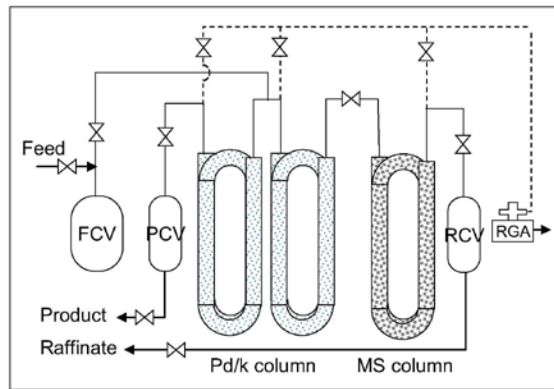 Feed
FCV
PCV
RCV
RGA
Product
Raffinate
Pd/k column
MS column